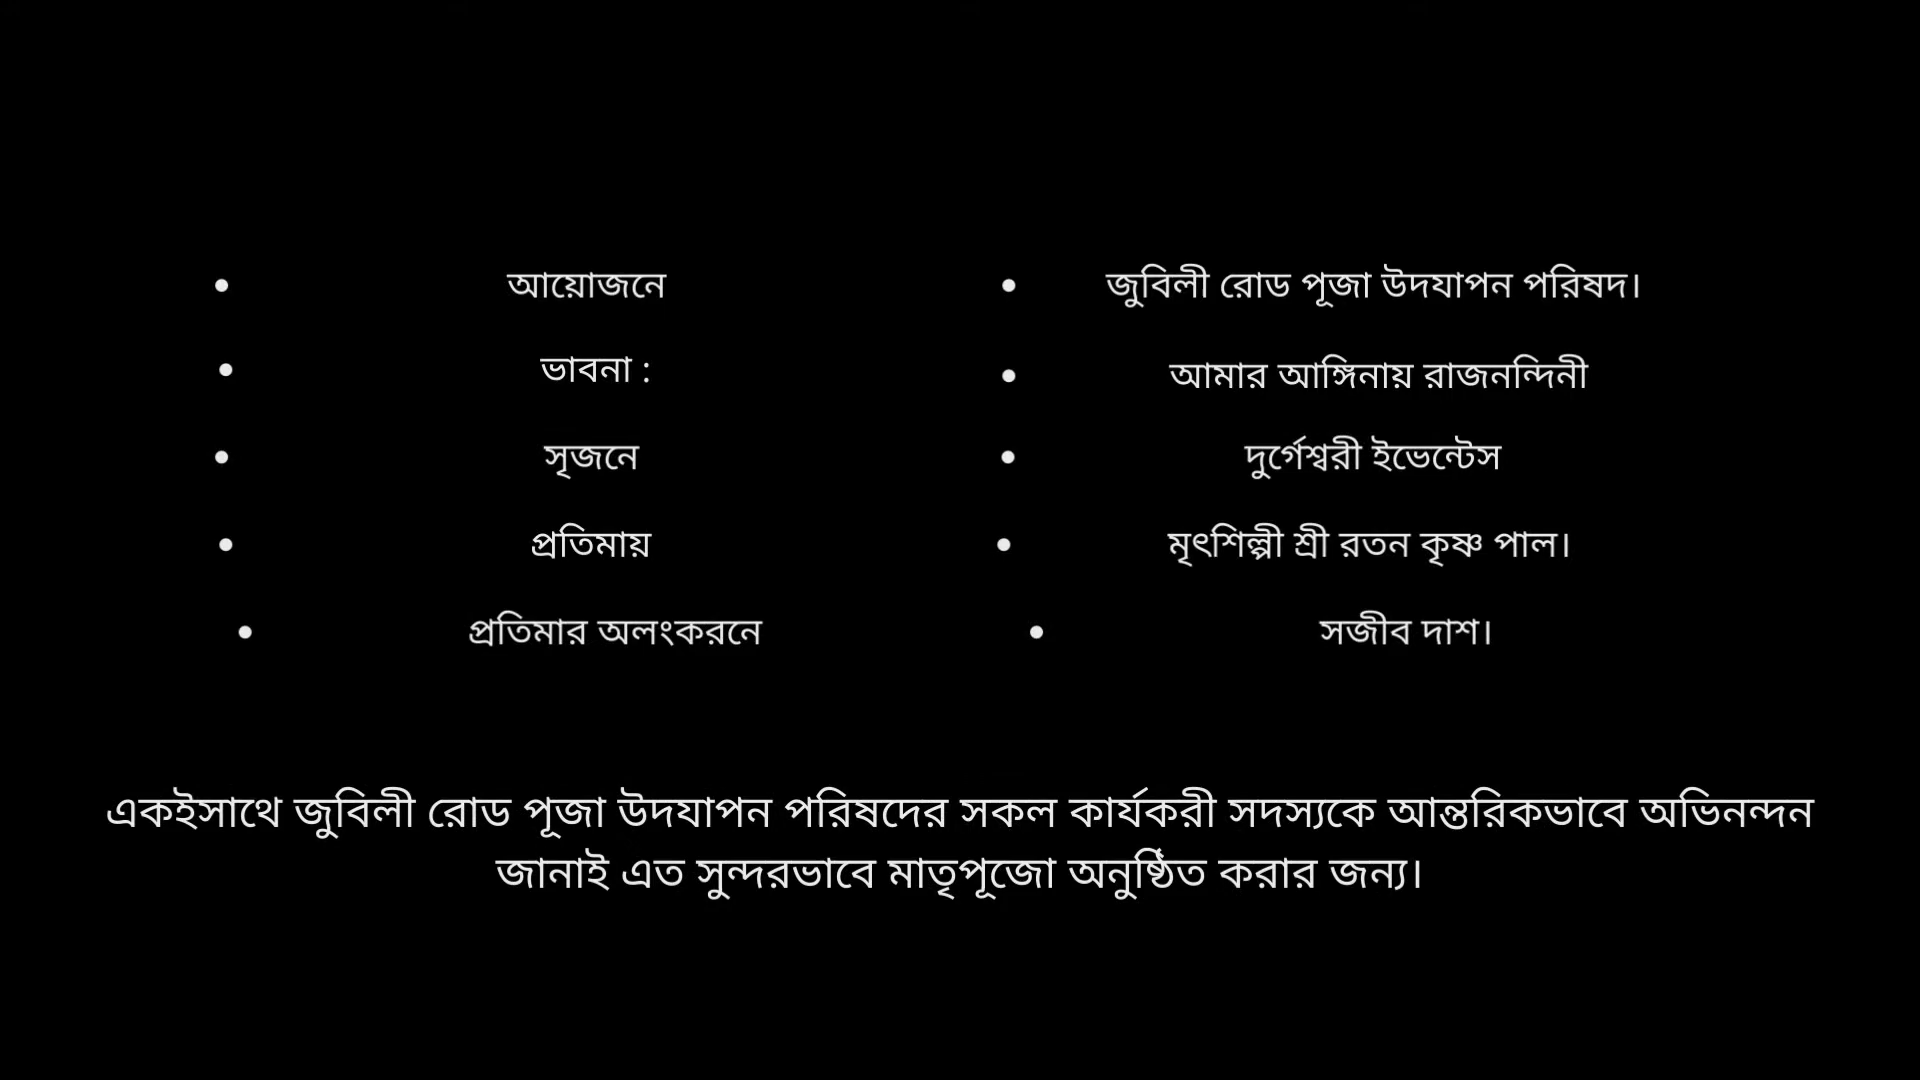 • আয়োজনে • জুবিলী রোড পূজা উদযাপন পরিষদ।
• ভাবনা : • আমার আঙ্গিনায় রাজনন্দিনী
• সৃজনে • দুর্গেশ্বরী ইভেন্টেস
• প্রতিমায় • মৃৎশিল্পী শ্রী রতন কৃষ্ণ পাল।
• প্রতিমার অলংকরনে • সজীব দাশ।
একইসাথে জুবিলী রোড পূজা উদযাপন পরিষদের সকল কার্যকরী সদস্যকে আন্তরিকভাবে অভিনন্দন
জানাই এত সুন্দরভাবে মাতৃপূজো অনুষ্ঠিত করার জন্য।